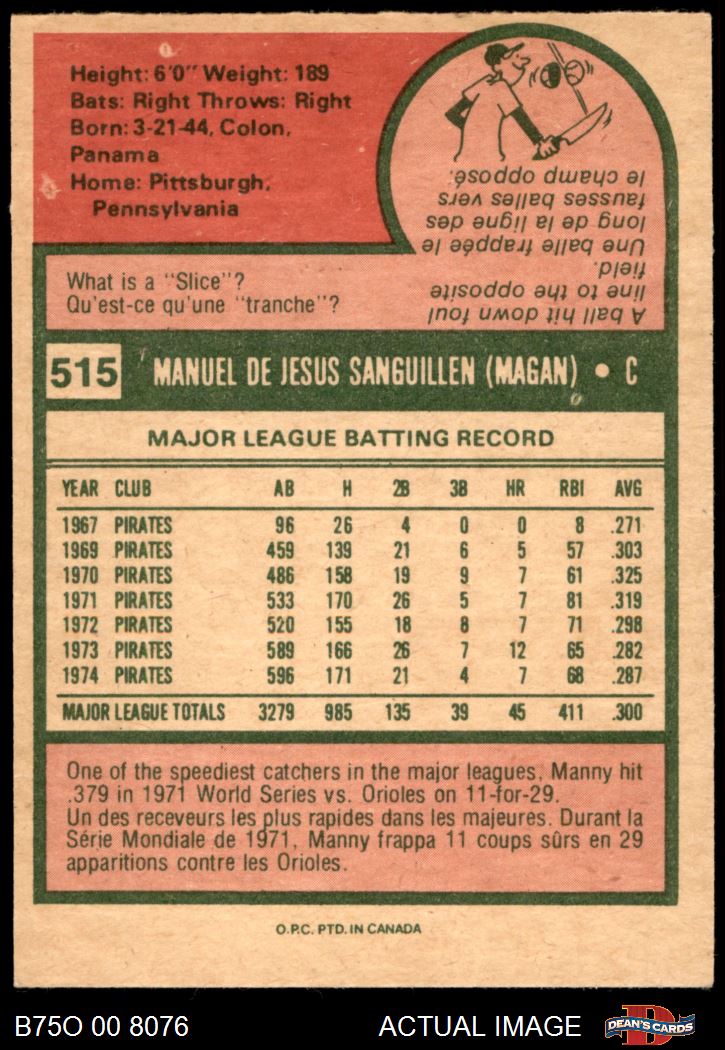 Height: 6'0" Weight: 189
Bats: Right Throws: Right
Born: 3-21-44, Colon,
Panama
Home: Pittsburgh,
Pennsylvania
What is a "Slice"?
Qu'est-ce qu'une "tranche"?
A ball hit down foul
line to the opposite
field.
Une balle frappée le
long de la ligne des
fausses balles vers
le champ opposé.
515 MANUEL DE JESUS SANGUILLEN (MAGAN) • C
MAJOR LEAGUE BATTING RECORD
YEAR CLUB AB H 2B 3B HR RBI AVG
1967 PIRATES 96 26 4 0 0 8 .271
1969 PIRATES 459 139 21 6 5 57 .303
1970 PIRATES 486 158 19 9 7 61 .325
1971 PIRATES 533 170 26 5 7 81 .319
1972 PIRATES 520 155 18 8 7 71 .298
1973 PIRATES 589 166 26 7 12 65 .282
1974 PIRATES 596 171 21 4 7 68 .287
MAJOR LEAGUE TOTALS 3279 985 135 39 45 411 .300
One of the speediest catchers in the major leagues, Manny hit
.379 in 1971 World Series vs. Orioles on 11-for-29.
Un des receveurs les plus rapides dans les majeures. Durant la
Série Mondiale de 1971, Manny frappa 11 coups sûrs en 29
apparitions contre les Orioles.
O.P.C. PTD. IN CANADA
B75O 00 8076 ACTUAL IMAGE
DEAN'S CARDS